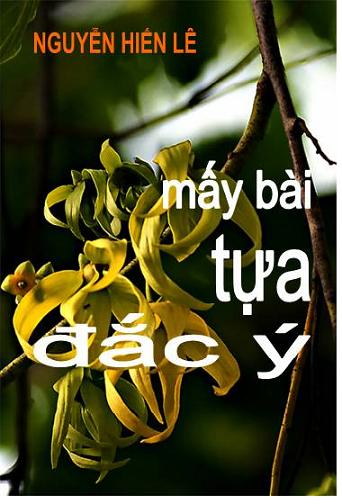 NGUYỄN HIẾN LÊ
mấy bài
tựa
đắc ý